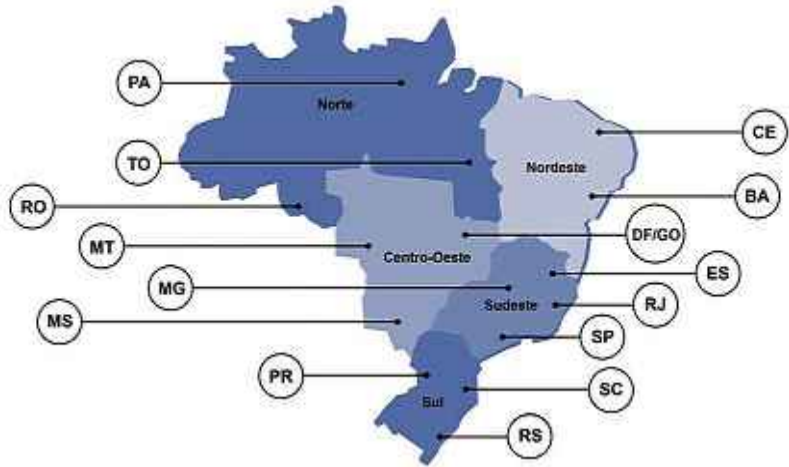 PA
Norte
CE
TO
Nordeste
BA
RO
DF/GO
MT
Centro-Oeste
ES
MG
Sudeste
RJ
MS
SP
PR
SC
Sul
RS